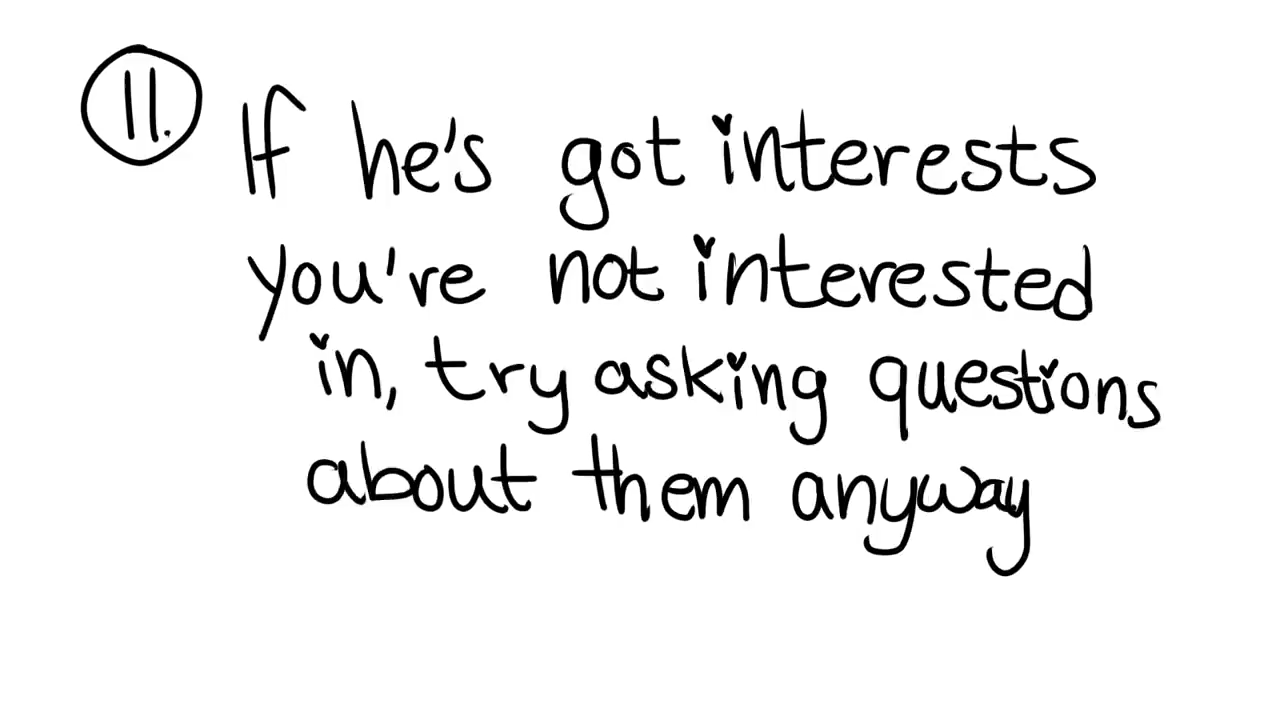 11.
If he's got interests
you're not interested
in, try asking questions
about them anyway